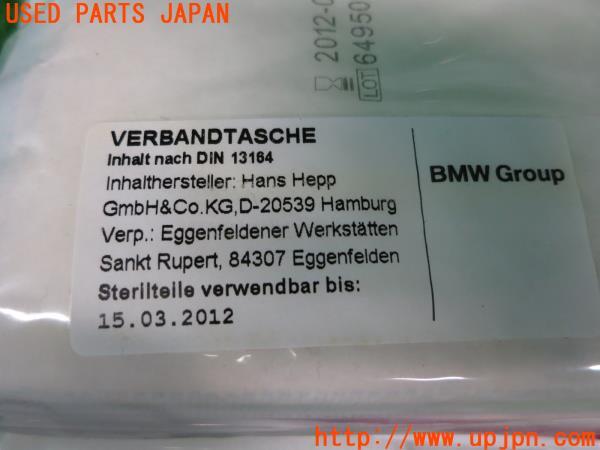 USED PARTS JAPAN
2012-0
LOT 64950
VERBANDTASCHE
Inhalt nach DIN 13164
Inhalthersteller: Hans Hepp
GmbH&Co.KG,D-20539 Hamburg
Verp.: Eggenfeldener Werkstätten
Sankt Rupert, 84307 Eggenfelden
Sterilteile verwendbar bis:
15.03.2012
BMW Group
http://www.upjpn.com/